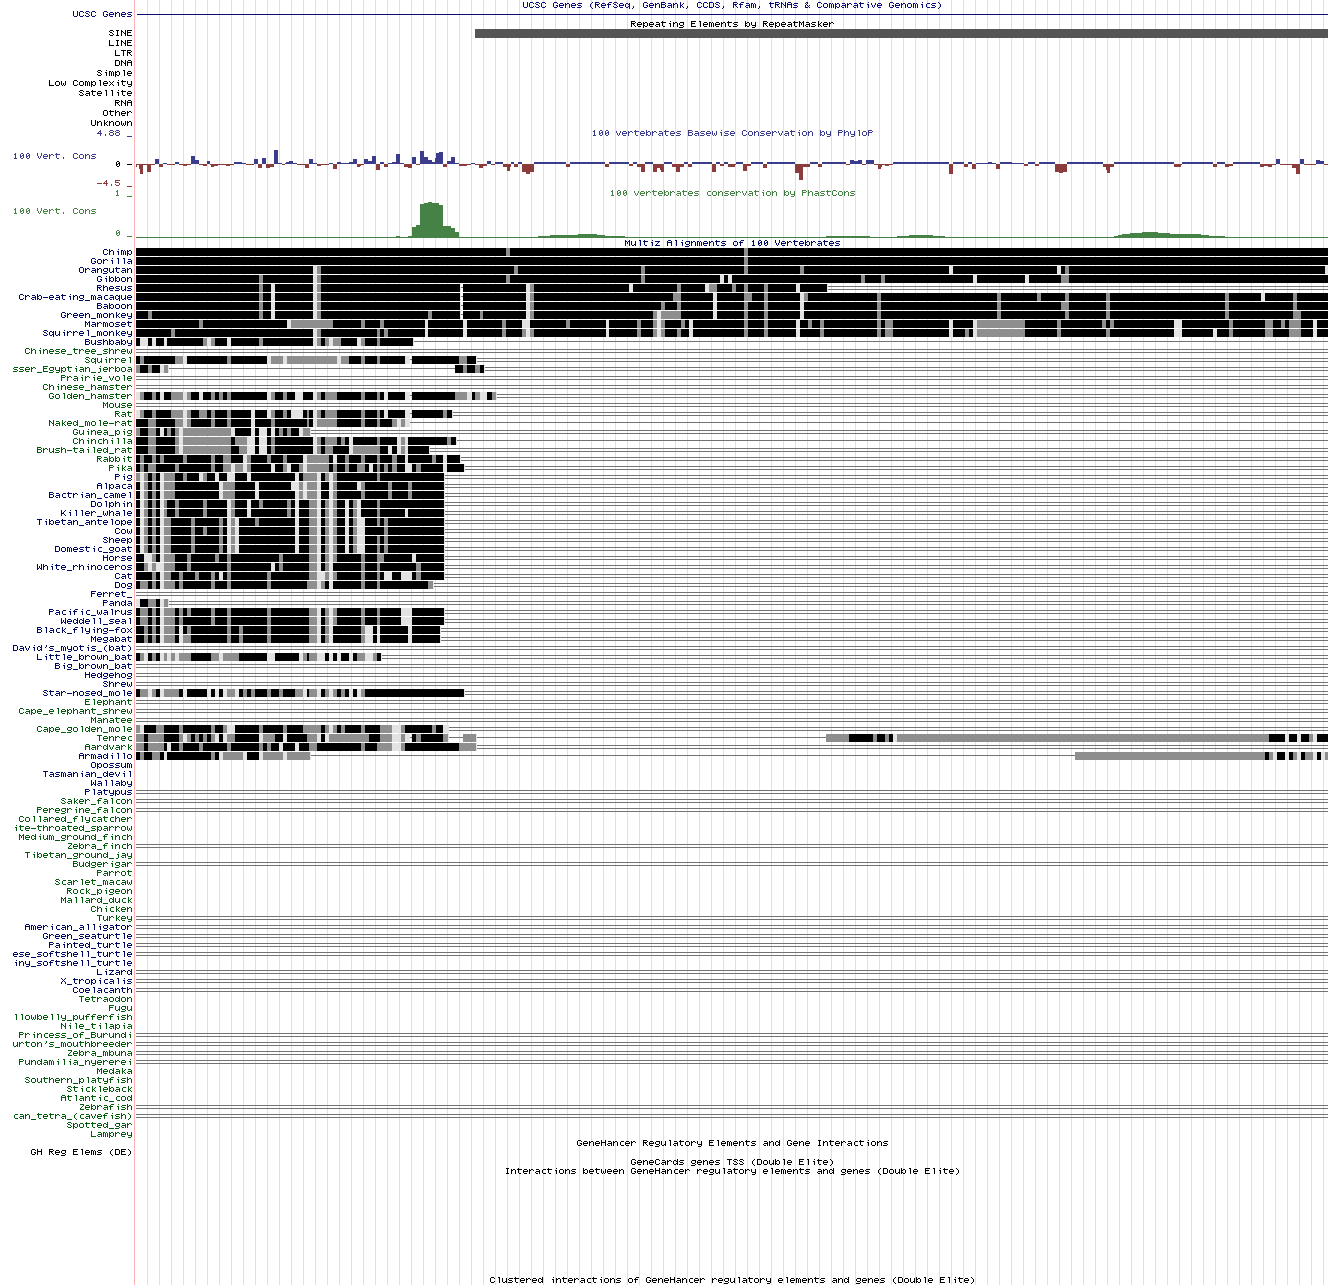 UCSC Genes (RefSeq, GenBank, CCDS, Rfam, tRNAs & Comparative Genomics)
UCSC Genes
Repeating Elements by RepeatMasker
SINE
LINE
LTR
DNA
Simple
Low Complexity
Satellite
RNA
Other
Unknown
4.88 _
100 vertebrates Basewise Conservation by PhyloP
100 Vert. Cons
0 _
-4.5 _
100 vertebrates conservation by PhastCons
1 _
100 Vert. Cons
0 _
Multiz Alignments of 100 Vertebrates
Chimp
Gorilla
Orangutan
Gibbon
Rhesus
Crab-eating_macaque
Baboon
Green_monkey
Marmoset
Squirrel_monkey
Bushbaby
Chinese_tree_shrew
Squirrel
sser_Egyptian_jerboa
Prairie_vole
Chinese_hamster
Golden_hamster
Mouse
Rat
Naked_mole-rat
Guinea_pig
Chinchilla
Brush-tailed_rat
Rabbit
Pika
Pig
Alpaca
Bactrian_camel
Dolphin
Killer_whale
Tibetan_antelope
Cow
Sheep
Domestic_goat
Horse
White_rhinoceros
Cat
Dog
Ferret_
Panda
Pacific_walrus
Weddell_seal
Black_flying-fox
Megabat
David's_myotis_(bat)
Little_brown_bat
Big_brown_bat
Hedgehog
Shrew
Star-nosed_mole
Elephant
Cape_elephant_shrew
Manatee
Cape_golden_mole
Tenrec
Aardvark
Armadillo
Opossum
Tasmanian_devil
Wallaby
Platypus
Saker_falcon
Peregrine_falcon
Collared_flycatcher
ite-throated_sparrow
Medium_ground_finch
Zebra_finch
Tibetan_ground_jay
Budgerigar
Parrot
Scarlet_macaw
Rock_pigeon
Mallard_duck
Chicken
Turkey
American_alligator
Green_seaturtle
Painted_turtle
ese_softshell_turtle
iny_softshell_turtle
Lizard
X_tropicalis
Coelacanth
Tetraodon
Fugu
llowbelly_pufferfish
Nile_tilapia
Princess_of_Burundi
urton's_mouthbreeder
Zebra_mbuna
Pundamilia_nyererei
Medaka
Southern_platyfish
Stickleback
Atlantic_cod
Zebrafish
can_tetra_(cavefish)
Spotted_gar
Lamprey
GeneHancer Regulatory Elements and Gene Interactions
GH Reg Elems (DE)
GeneCards genes TSS (Double Elite)
Interactions between GeneHancer regulatory elements and genes (Double Elite)
Clustered interactions of GeneHancer regulatory elements and genes (Double Elite)